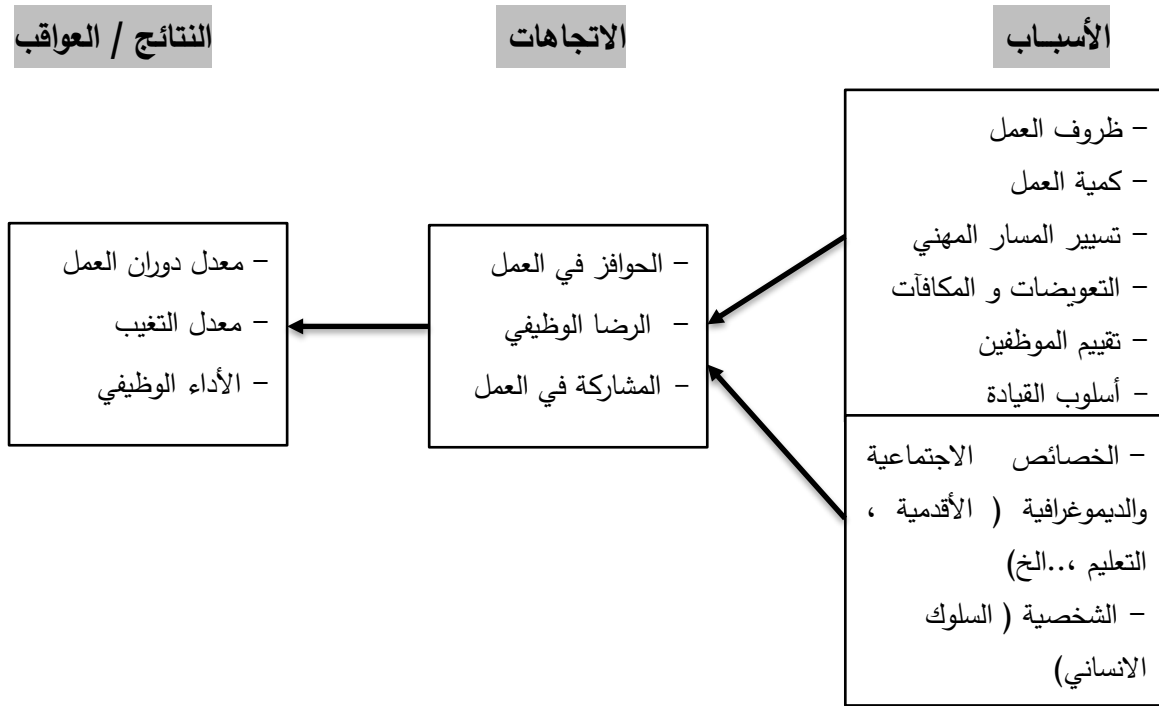 الأسبـــاب
الاتجاهات
النتائج / العواقب
- ظروف العمل
- كمية العمل
- تسيير المسار المهني
- التعويضات و المكافآت
- تقييم الموظفين
- أسلوب القيادة
- الخصائص الاجتماعية
والديموغرافية ( الأقدمية ،
التعليم ،..الخ)
- الشخصية ( السلوك
الانساني)
- الحوافز في العمل
- الرضا الوظيفي
- المشاركة في العمل
- معدل دوران العمل
- معدل التغيب
- الأداء الوظيفي